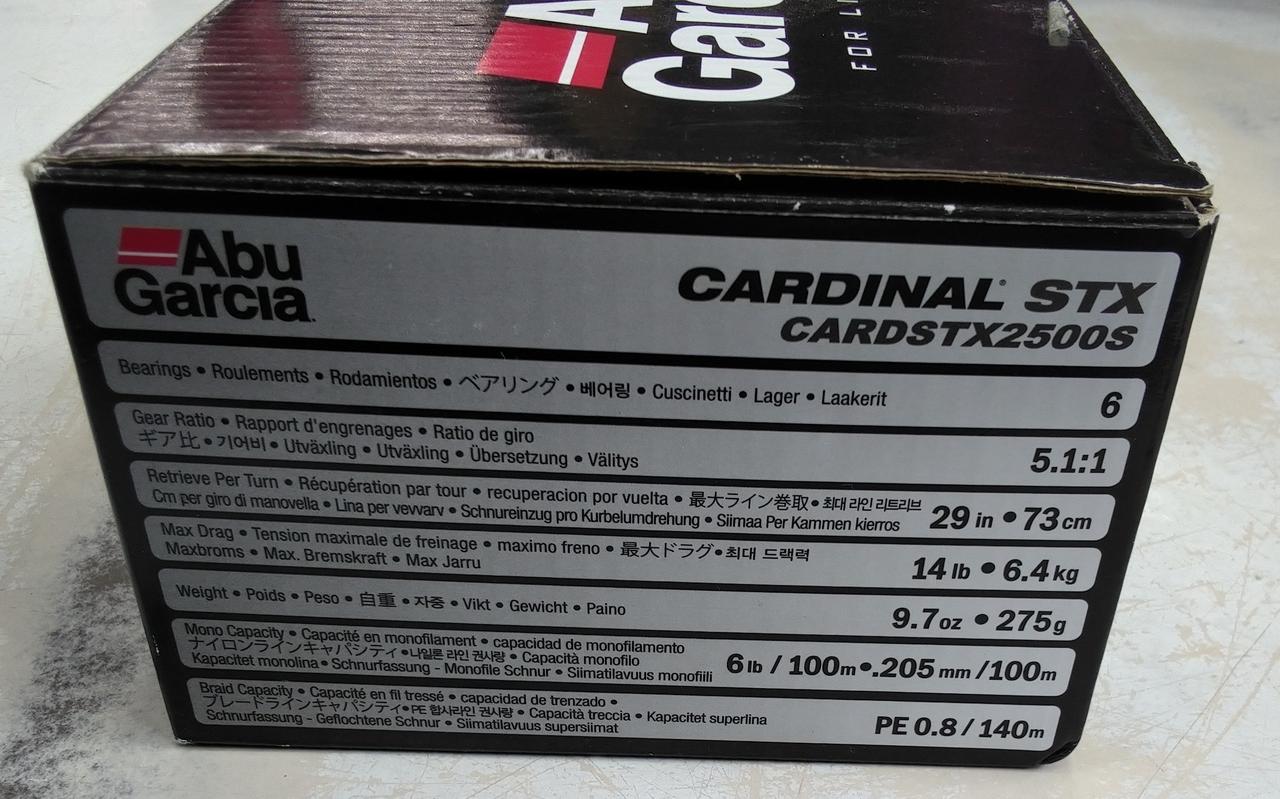 Garc
FOR LI
Abu
Garcia
CARDINAL® STX
CARDSTX2500S
Bearings • Roulements • Rodamientos • ベアリング • 베어링 • Cuscinetti • Lager • Laakerit
6
Gear Ratio • Rapport d'engrenages • Ratio de giro
ギア比 • 기어비 • Utväxling • Utväxling • Übersetzung • Välitys
5.1:1
Retrieve Per Turn • Récupération par tour • recuperacion por vuelta • 最大ライン巻取 • 최대 라인 리트리브
Cm per giro di manovella • Lina per vevvarv • Schnureinzug pro Kurbelumdrehung • Siimaa Per Kammen kierros
29 in • 73 cm
Max Drag • Tension maximale de freinage • maximo freno • 最大ドラグ • 최대 드랙력
Maxbroms • Max. Bremskraft • Max Jarru
14 lb • 6.4 kg
Weight • Poids • Peso • 自重 • 자중 • Vikt • Gewicht • Paino
9.7 oz • 275 g
Mono Capacity • Capacité en monofilament • capacidad de monofilamento
ナイロンラインキャパシティ • 나일론 라인 권사량 • Capacità monofilo
Kapacitet monolina • Schnurfassung - Monofile Schnur • Siimatilavuus monofiili
6 lb / 100m • .205 mm /100m
Braid Capacity • Capacité en fil tressé • capacidad de trenzado •
ブレードラインキャパシティ • PE 합사라인 권사량 • Capacità treccia • Kapacitet superlina
Schnurfassung - Geflochtene Schnur • Siimatilavuus supersiimat
PE 0.8 / 140m